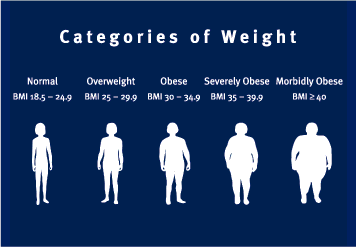 Categories of Weight
Normal Overweight Obese Severely Obese Morbidly Obese
BMI 18.5 – 24.9 BMI 25 – 29.9 BMI 30 – 34.9 BMI 35 – 39.9 BMI ≥ 40